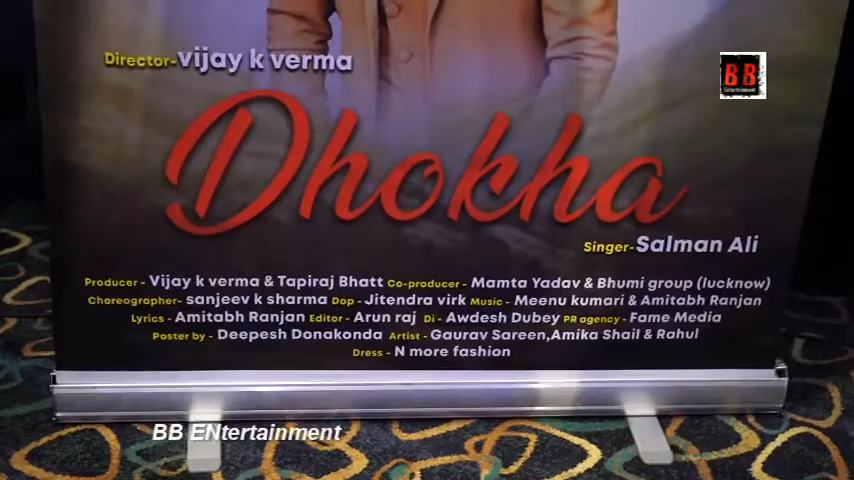 Director-vijay k verma
BB
Entertainment
Dhokha
Singer-Salman Ali
Producer - Vijay K verma & Tapiraj Bhatt Co-producer - Mamta Yadav & Bhumi group (lucknow)
Choreographer-sanjeev k sharma Dop- Jitendra virk Music - Meenu kumari & Amitabh Ranjan
Lyrics - Amitabh Ranjan Editor - Arun raj Di - Awdesh Dubey PR agency - Fame Media
Poster by - Deepesh Donakonda Artist - Gaurav Sareen,Amika Shail & Rahul
Dress - N more fashion
BB ENtertainment